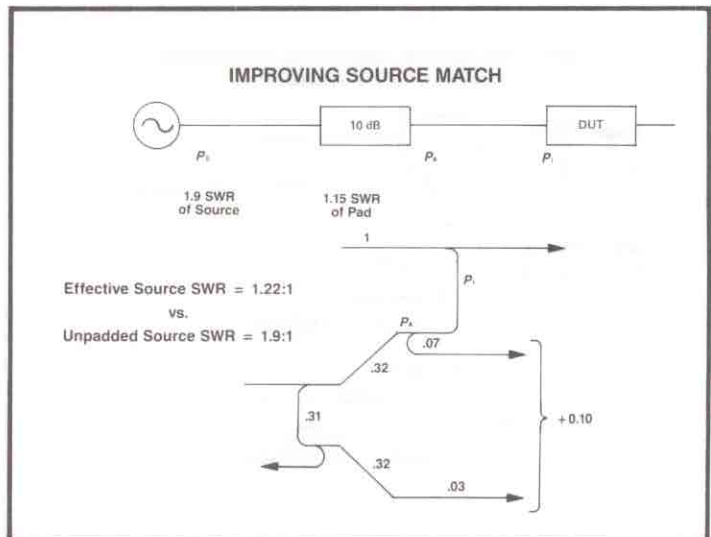 IMPROVING SOURCE MATCH
10 dB
DUT
1.9 SWR
of Source
1.15 SWR
of Pad
1
Effective Source SWR = 1.22:1
vs.
Unpadded Source SWR = 1.9:1
.07
.32
.31
+0.10
.32
.03